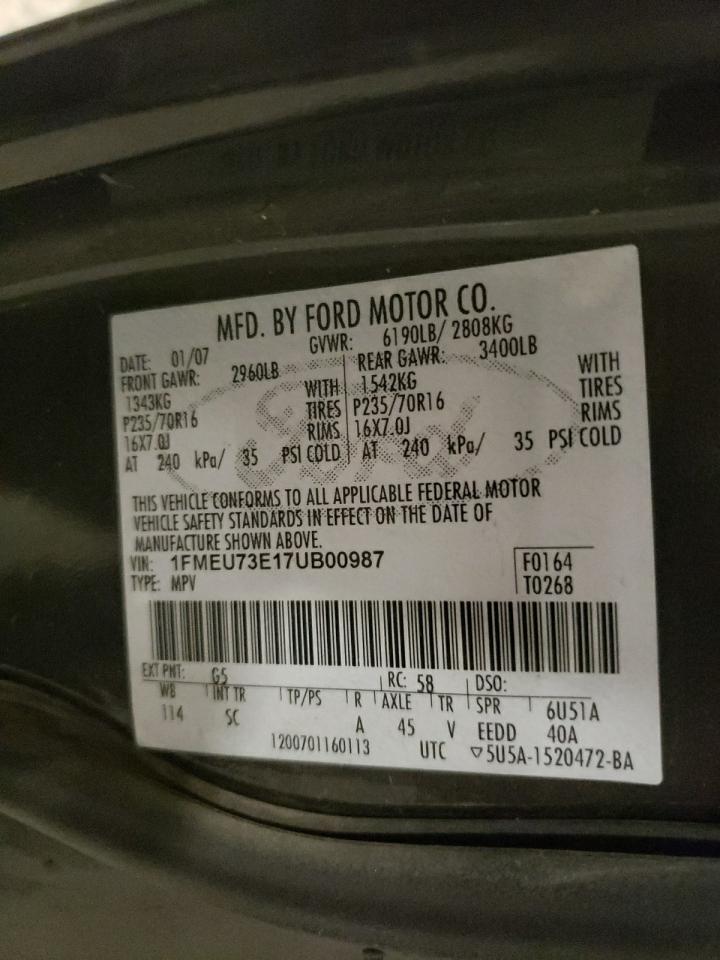 MFD. BY FORD MOTOR CO.
DATE: 01/07 GVWR: 6190LB/ 2808KG
FRONT GAWR: 2960LB REAR GAWR: 3400LB
1343KG WITH 1542KG WITH
P235/70R16 TIRES P235/70R16 TIRES
16X7.0J RIMS 16X7.0J RIMS
AT 240 kPa/ 35 PSI COLD AT 240 kPa/ 35 PSI COLD
THIS VEHICLE CONFORMS TO ALL APPLICABLE FEDERAL MOTOR
VEHICLE SAFETY STANDARDS IN EFFECT ON THE DATE OF
MANUFACTURE SHOWN ABOVE.
VIN: 1FMEU73E17UB00987 F0164
TYPE: MPV T0268
EXT PNT: G5 RC: 58 DSO:
WB INT TR TP/PS R AXLE TR SPR 6U51A
114 SC A 45 V EEDD 40A
1200701160113 UTC ▽5U5A-1520472-BA